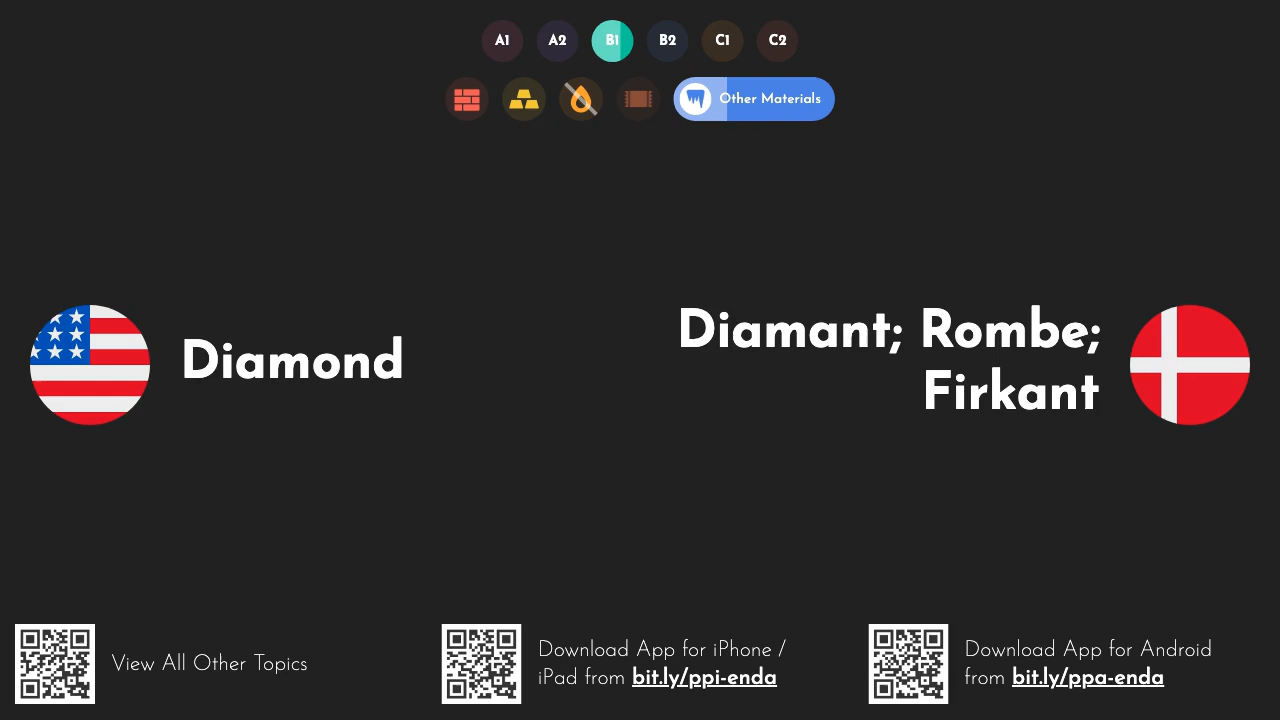 A1 A2 B1 B2 C1 C2
Other Materials
Diamond
Diamant; Rombe;
Firkant
View All Other Topics
Download App for iPhone /
iPad from bit.ly/ppi-enda
Download App for Android
from bit.ly/ppa-enda